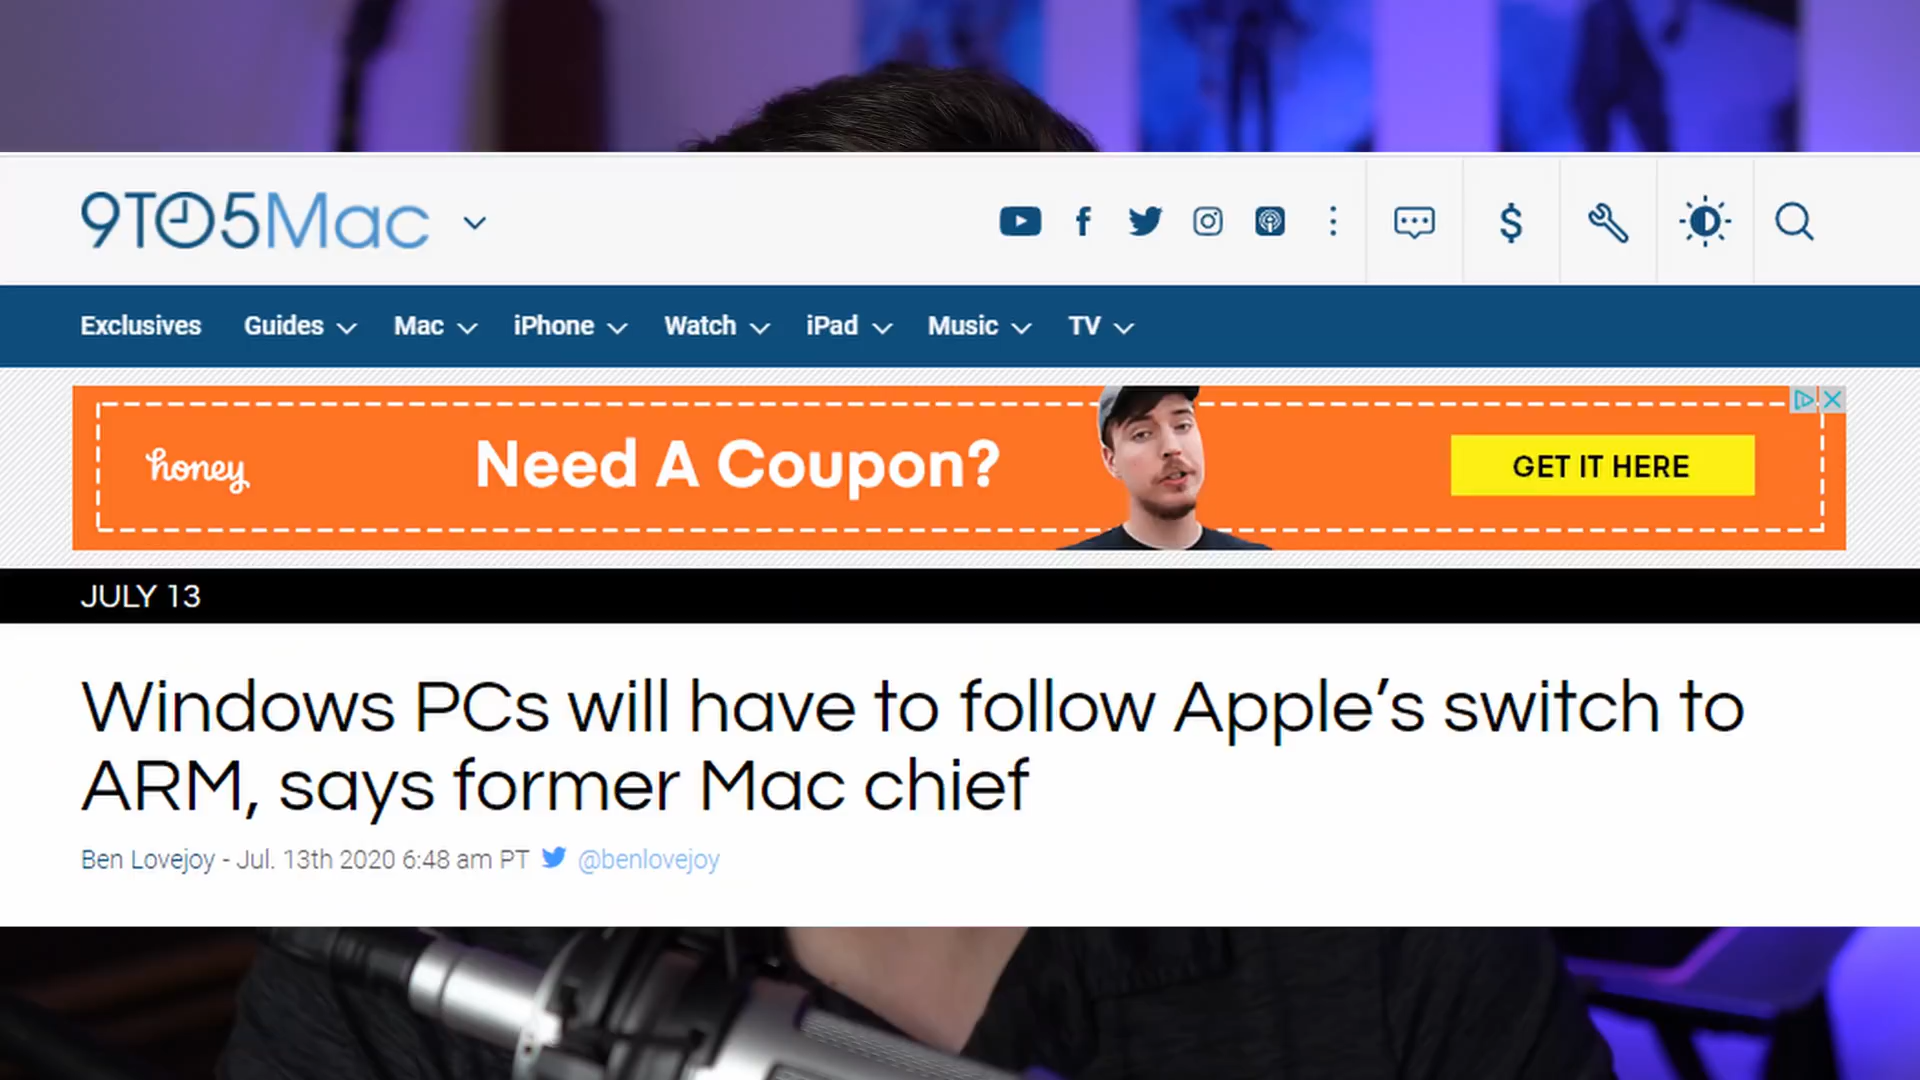 9TO5Mac
Exclusives Guides Mac iPhone Watch iPad Music TV
honey
Need A Coupon?
GET IT HERE
JULY 13
Windows PCs will have to follow Apple’s switch to
ARM, says former Mac chief
Ben Lovejoy - Jul. 13th 2020 6:48 am PT @benlovejoy